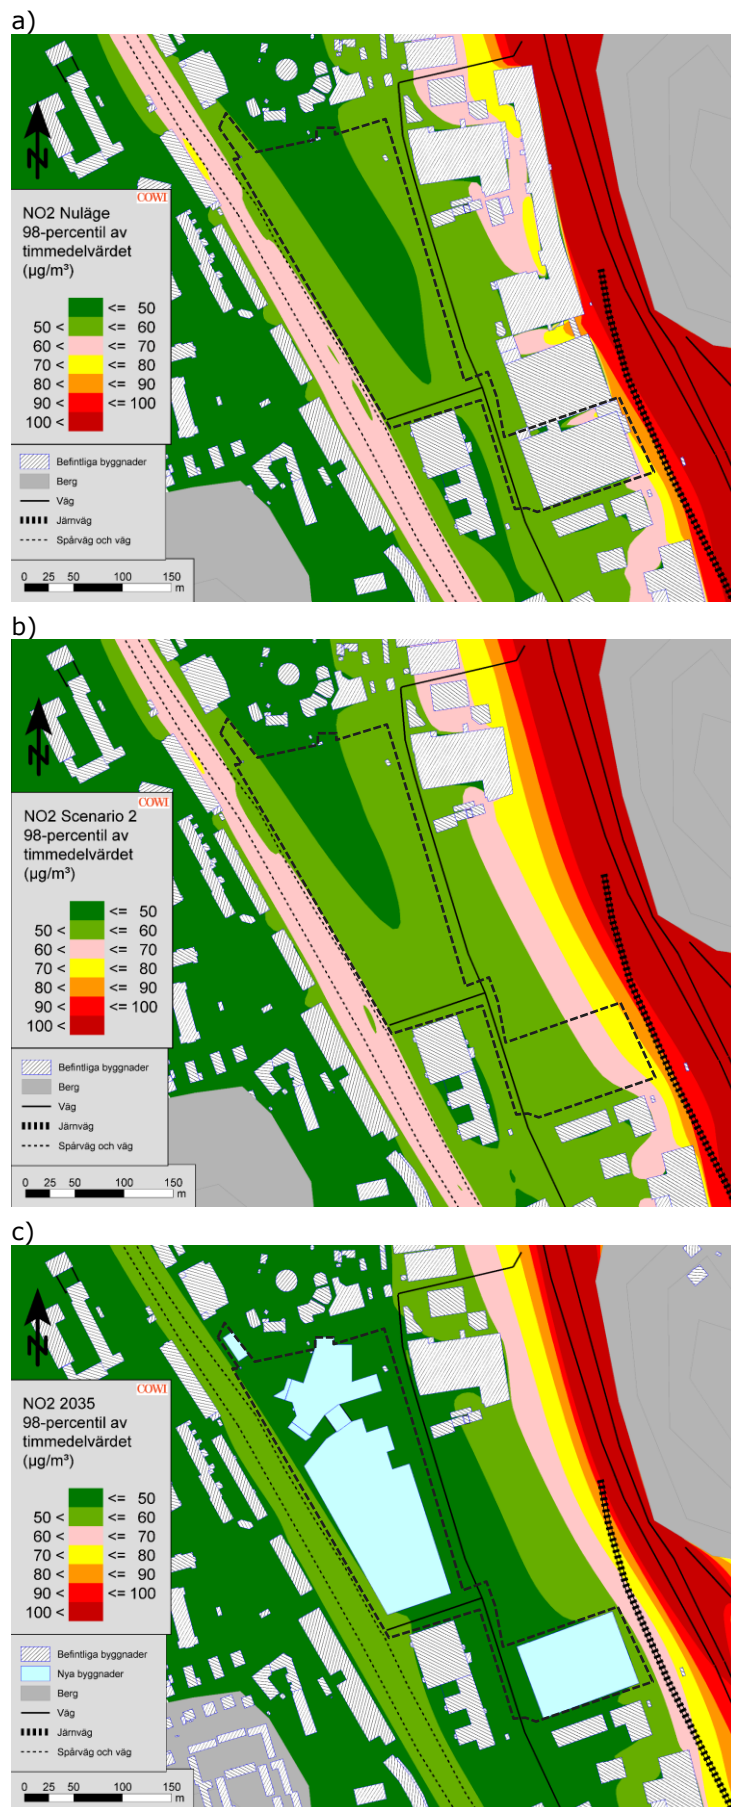 a)
N
COWI
NO2 Nuläge
98-percentil av
timmedelvärdet
(µg/m³)
<= 50
50 < <= 60
60 < <= 70
70 < <= 80
80 < <= 90
90 < <= 100
100 <
Befintliga byggnader
Berg
Väg
Järnväg
Spårväg och väg
0 25 50 100 150
m
b)
N
COWI
NO2 Scenario 2
98-percentil av
timmedelvärdet
(µg/m³)
<= 50
50 < <= 60
60 < <= 70
70 < <= 80
80 < <= 90
90 < <= 100
100 <
Befintliga byggnader
Berg
Väg
Järnväg
Spårväg och väg
0 25 50 100 150
m
c)
N
COWI
NO2 2035
98-percentil av
timmedelvärdet
(µg/m³)
<= 50
50 < <= 60
60 < <= 70
70 < <= 80
80 < <= 90
90 < <= 100
100 <
Befintliga byggnader
Nya byggnader
Berg
Väg
Järnväg
Spårväg och väg
0 25 50 100 150
m